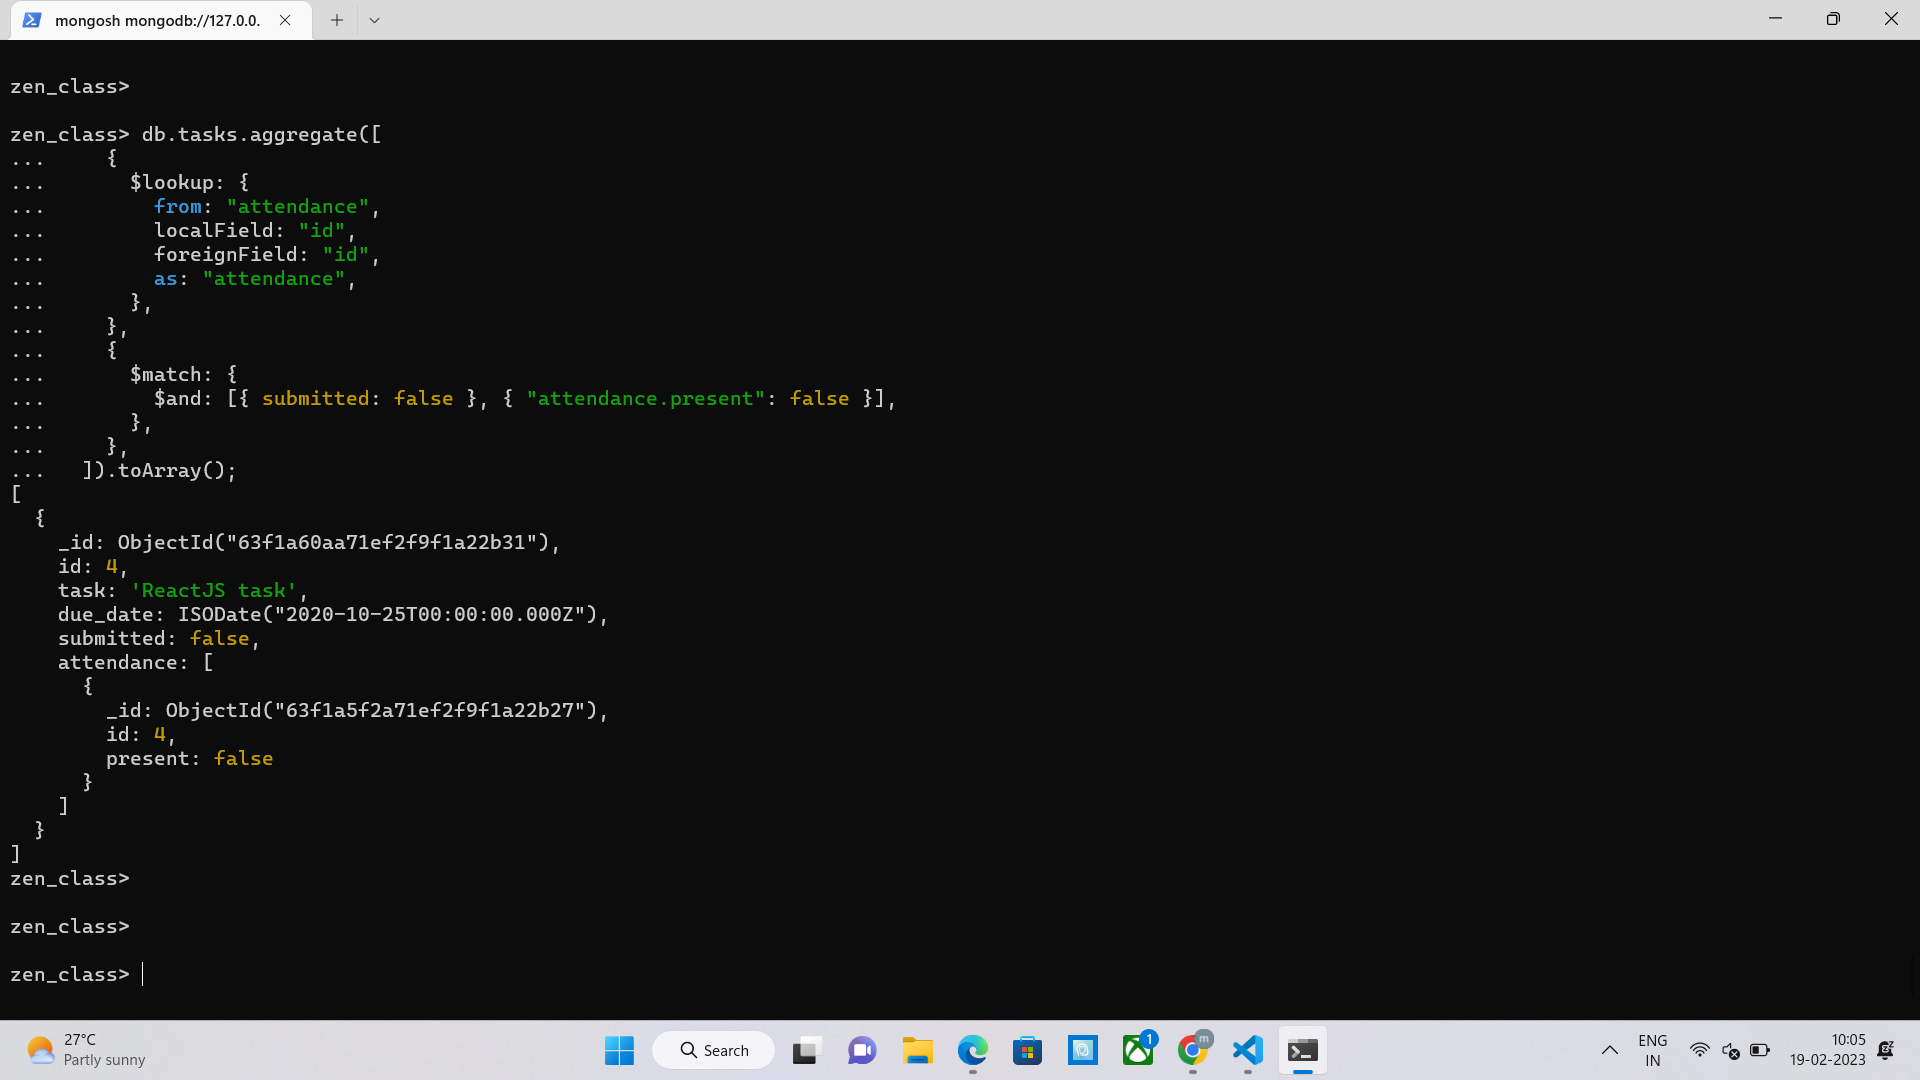 mongosh mongodb://127.0.0.
zen_class>
zen_class> db.tasks.aggregate([
...     {
...       $lookup: {
...         from: "attendance",
...         localField: "id",
...         foreignField: "id",
...         as: "attendance",
...       },
...     },
...     {
...       $match: {
...         $and: [{ submitted: false }, { "attendance.present": false }],
...       },
...     },
...   ]).toArray();
[
  {
    _id: ObjectId("63f1a60aa71ef2f9f1a22b31"),
    id: 4,
    task: 'ReactJS task',
    due_date: ISODate("2020-10-25T00:00:00.000Z"),
    submitted: false,
    attendance: [
      {
        _id: ObjectId("63f1a5f2a71ef2f9f1a22b27"),
        id: 4,
        present: false
      }
    ]
  }
]
zen_class>
zen_class>
zen_class>
27°C
Partly sunny
Search
1
m
ENG
IN
10:05
19-02-2023